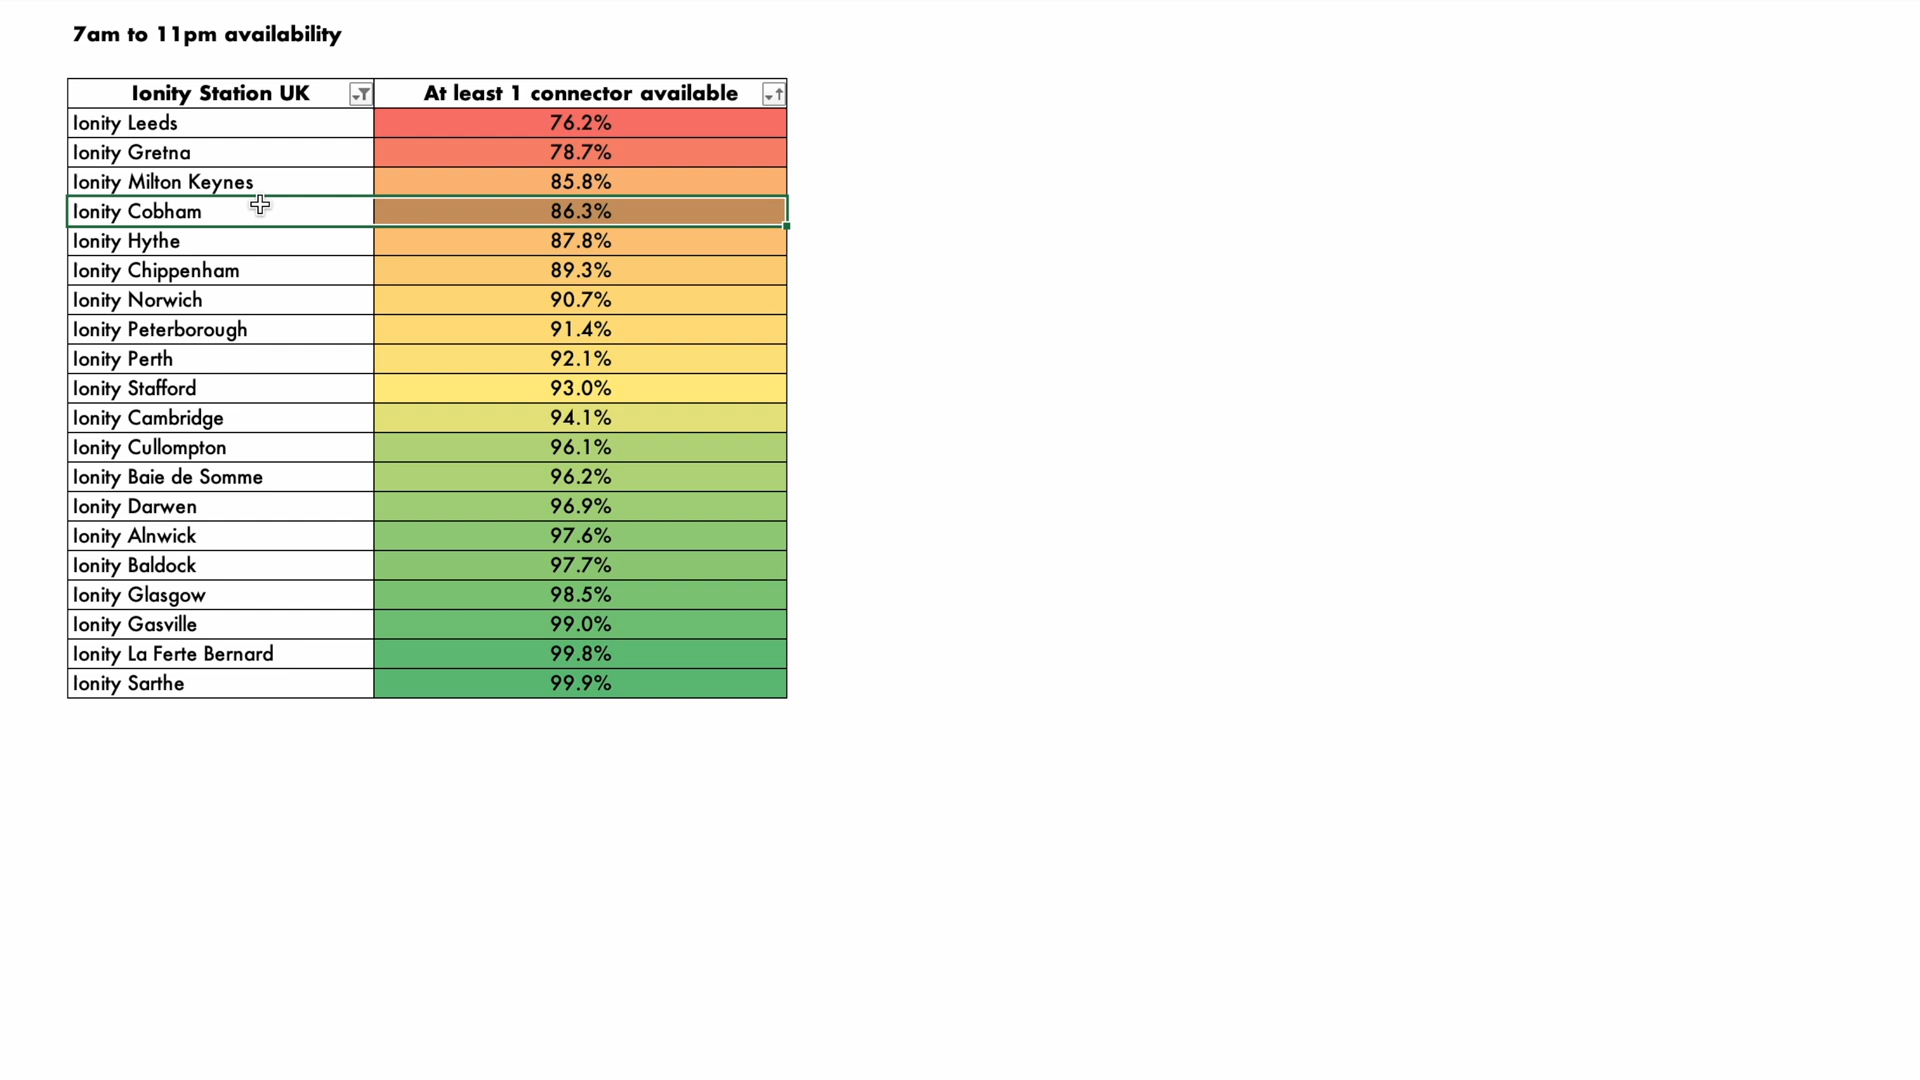 7am to 11pm availability
Ionity Station UK At least 1 connector available
Ionity Leeds 76.2%
Ionity Gretna 78.7%
Ionity Milton Keynes 85.8%
Ionity Cobham 86.3%
Ionity Hythe 87.8%
Ionity Chippenham 89.3%
Ionity Norwich 90.7%
Ionity Peterborough 91.4%
Ionity Perth 92.1%
Ionity Stafford 93.0%
Ionity Cambridge 94.1%
Ionity Cullompton 96.1%
Ionity Baie de Somme 96.2%
Ionity Darwen 96.9%
Ionity Alnwick 97.6%
Ionity Baldock 97.7%
Ionity Glasgow 98.5%
Ionity Gasville 99.0%
Ionity La Ferte Bernard 99.8%
Ionity Sarthe 99.9%